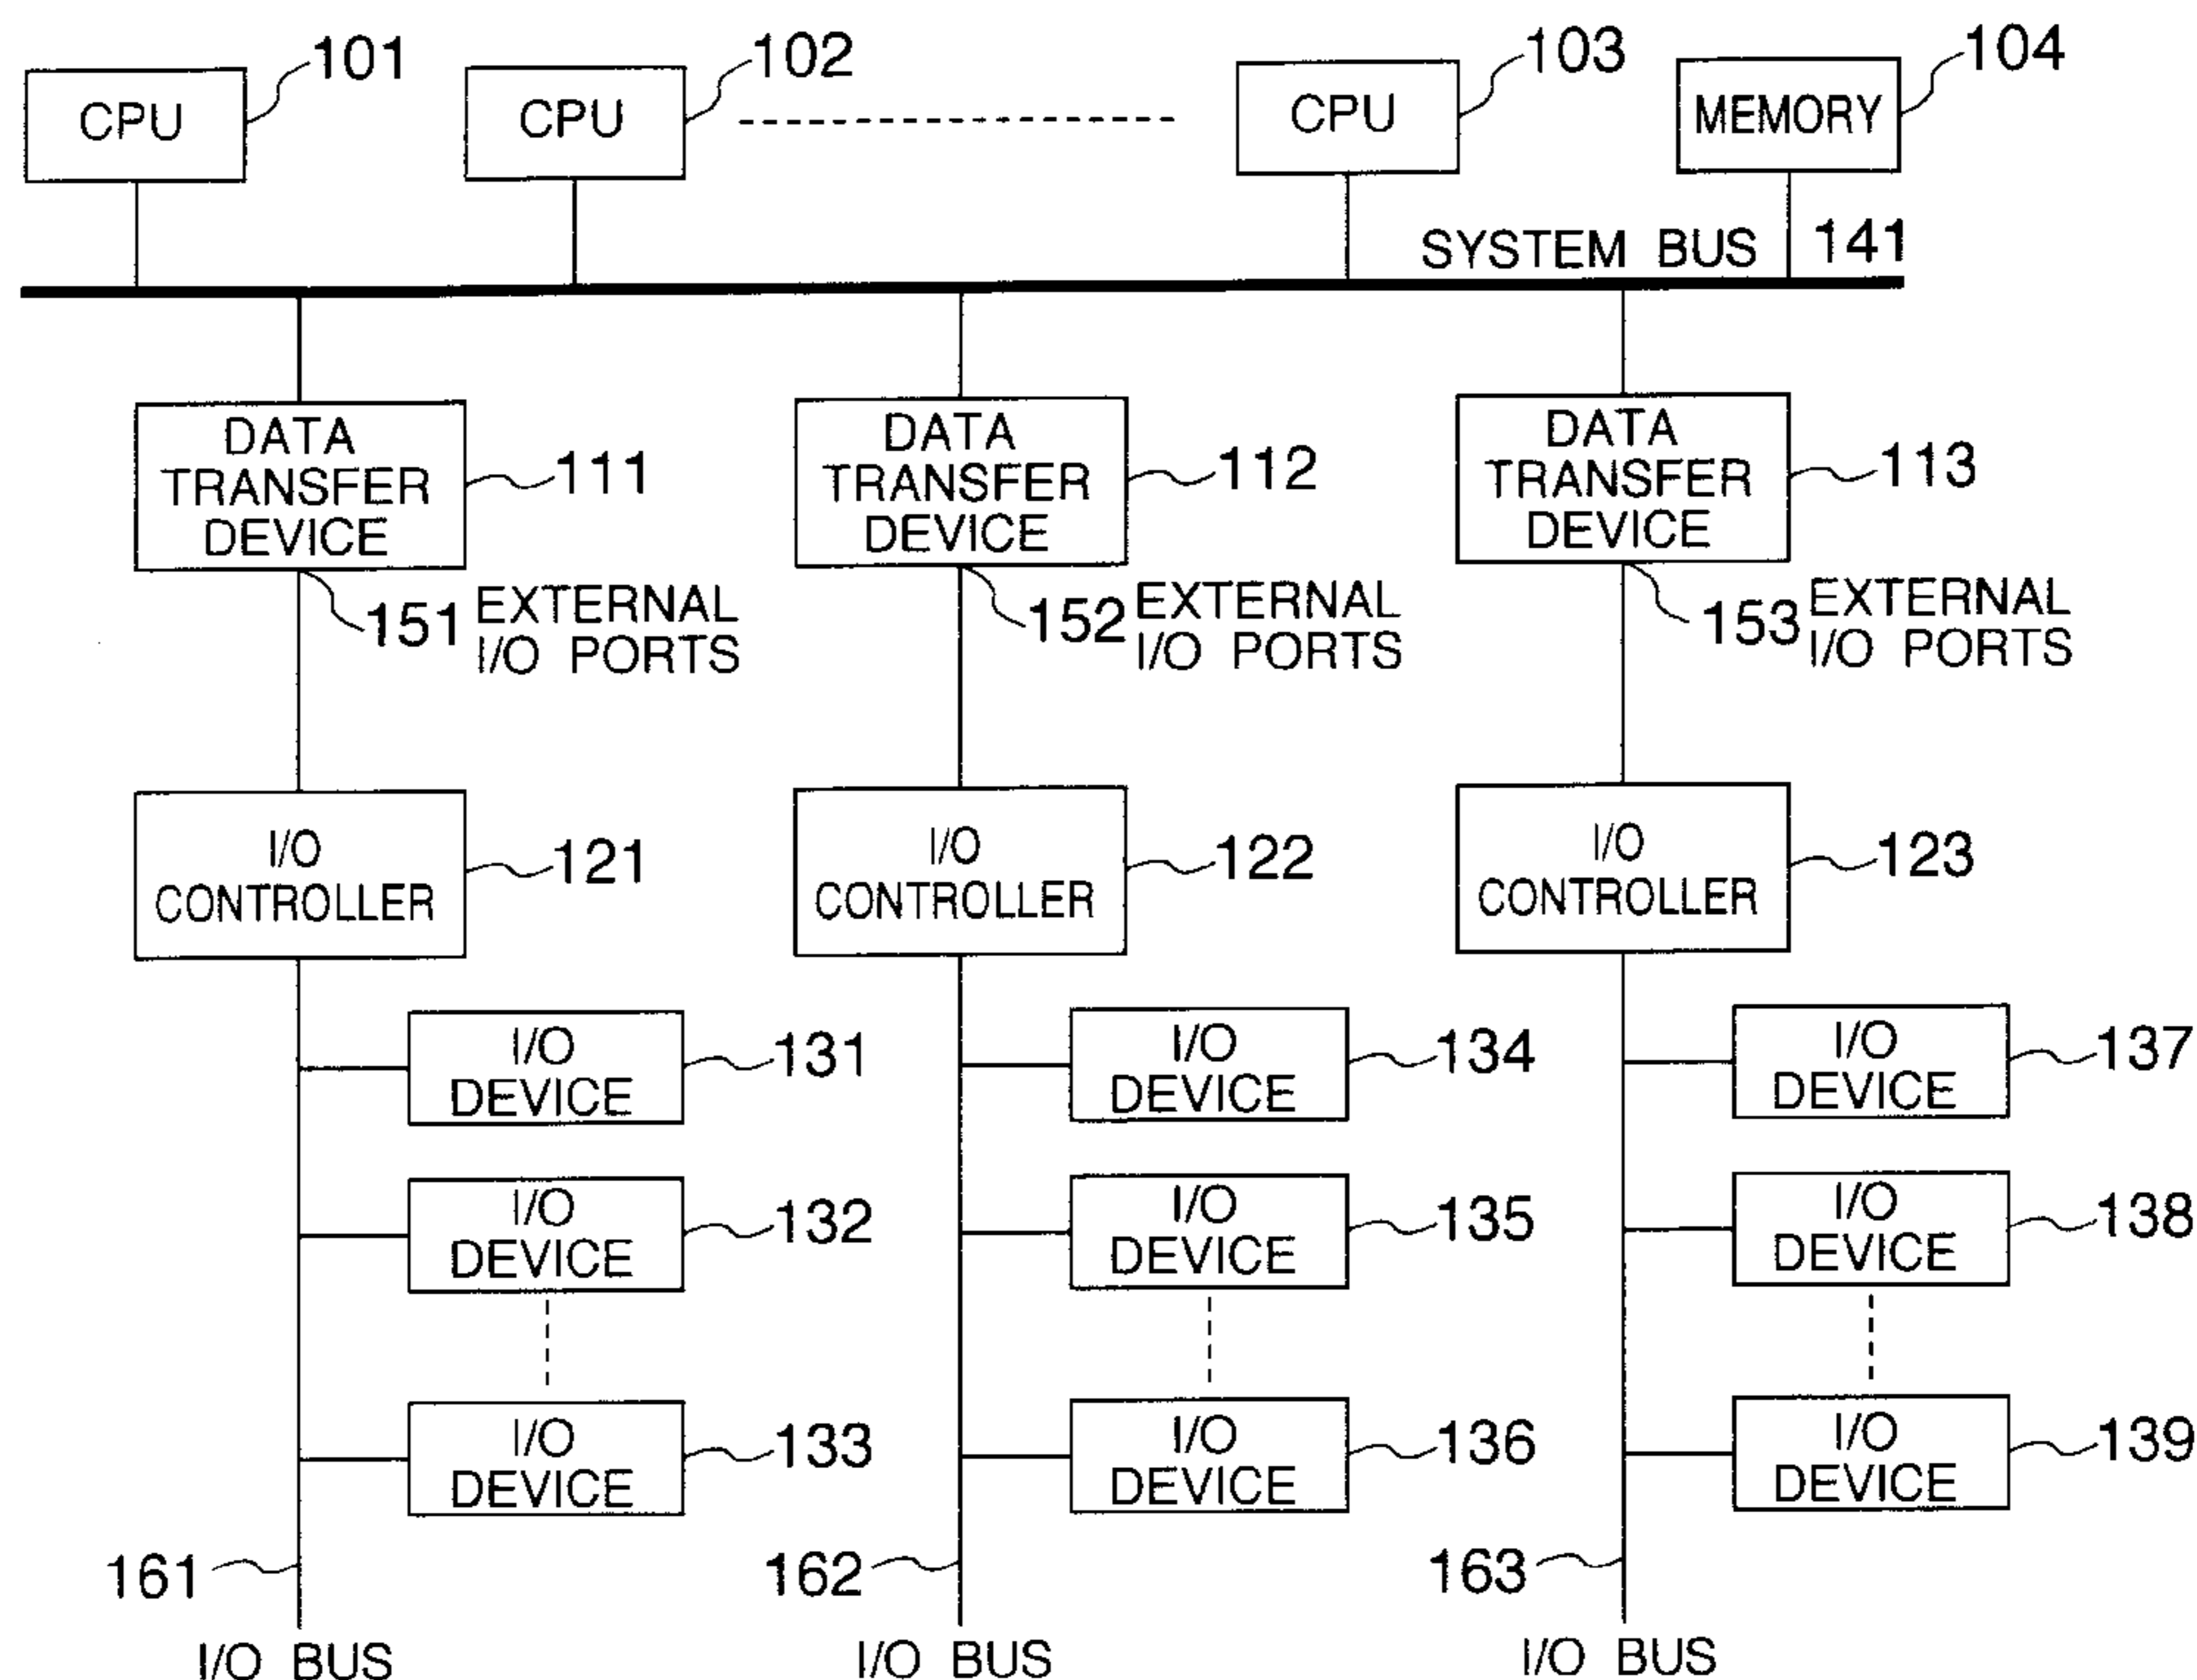 101
102
103
104
CPU
CPU
CPU
MEMORY
SYSTEM BUS 141
DATA
TRANSFER
DEVICE
111
DATA
TRANSFER
DEVICE
112
DATA
TRANSFER
DEVICE
113
151
EXTERNAL
I/O PORTS
152
EXTERNAL
I/O PORTS
153
EXTERNAL
I/O PORTS
I/O
CONTROLLER
121
I/O
CONTROLLER
122
I/O
CONTROLLER
123
I/O
DEVICE
131
I/O
DEVICE
134
I/O
DEVICE
137
I/O
DEVICE
132
I/O
DEVICE
135
I/O
DEVICE
138
I/O
DEVICE
133
I/O
DEVICE
136
I/O
DEVICE
139
161
162
163
I/O BUS
I/O BUS
I/O BUS